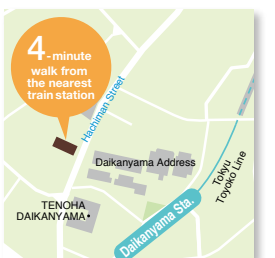 4-minute
walk from
the nearest
train station
Hachiman Street
Daikanyama Address
Tokyu
Toyoko Line
TENOHA
DAIKANYAMA
Daikanyama Sta.